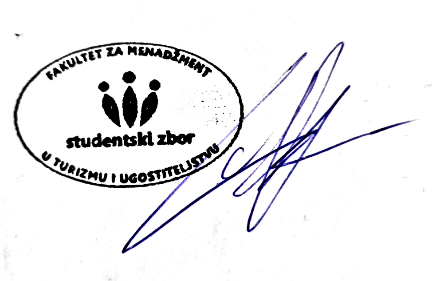 FAKULTET ZA MENADŽMENT
studentski zbor
U TURIZMU I UGOSTITELJSTVU